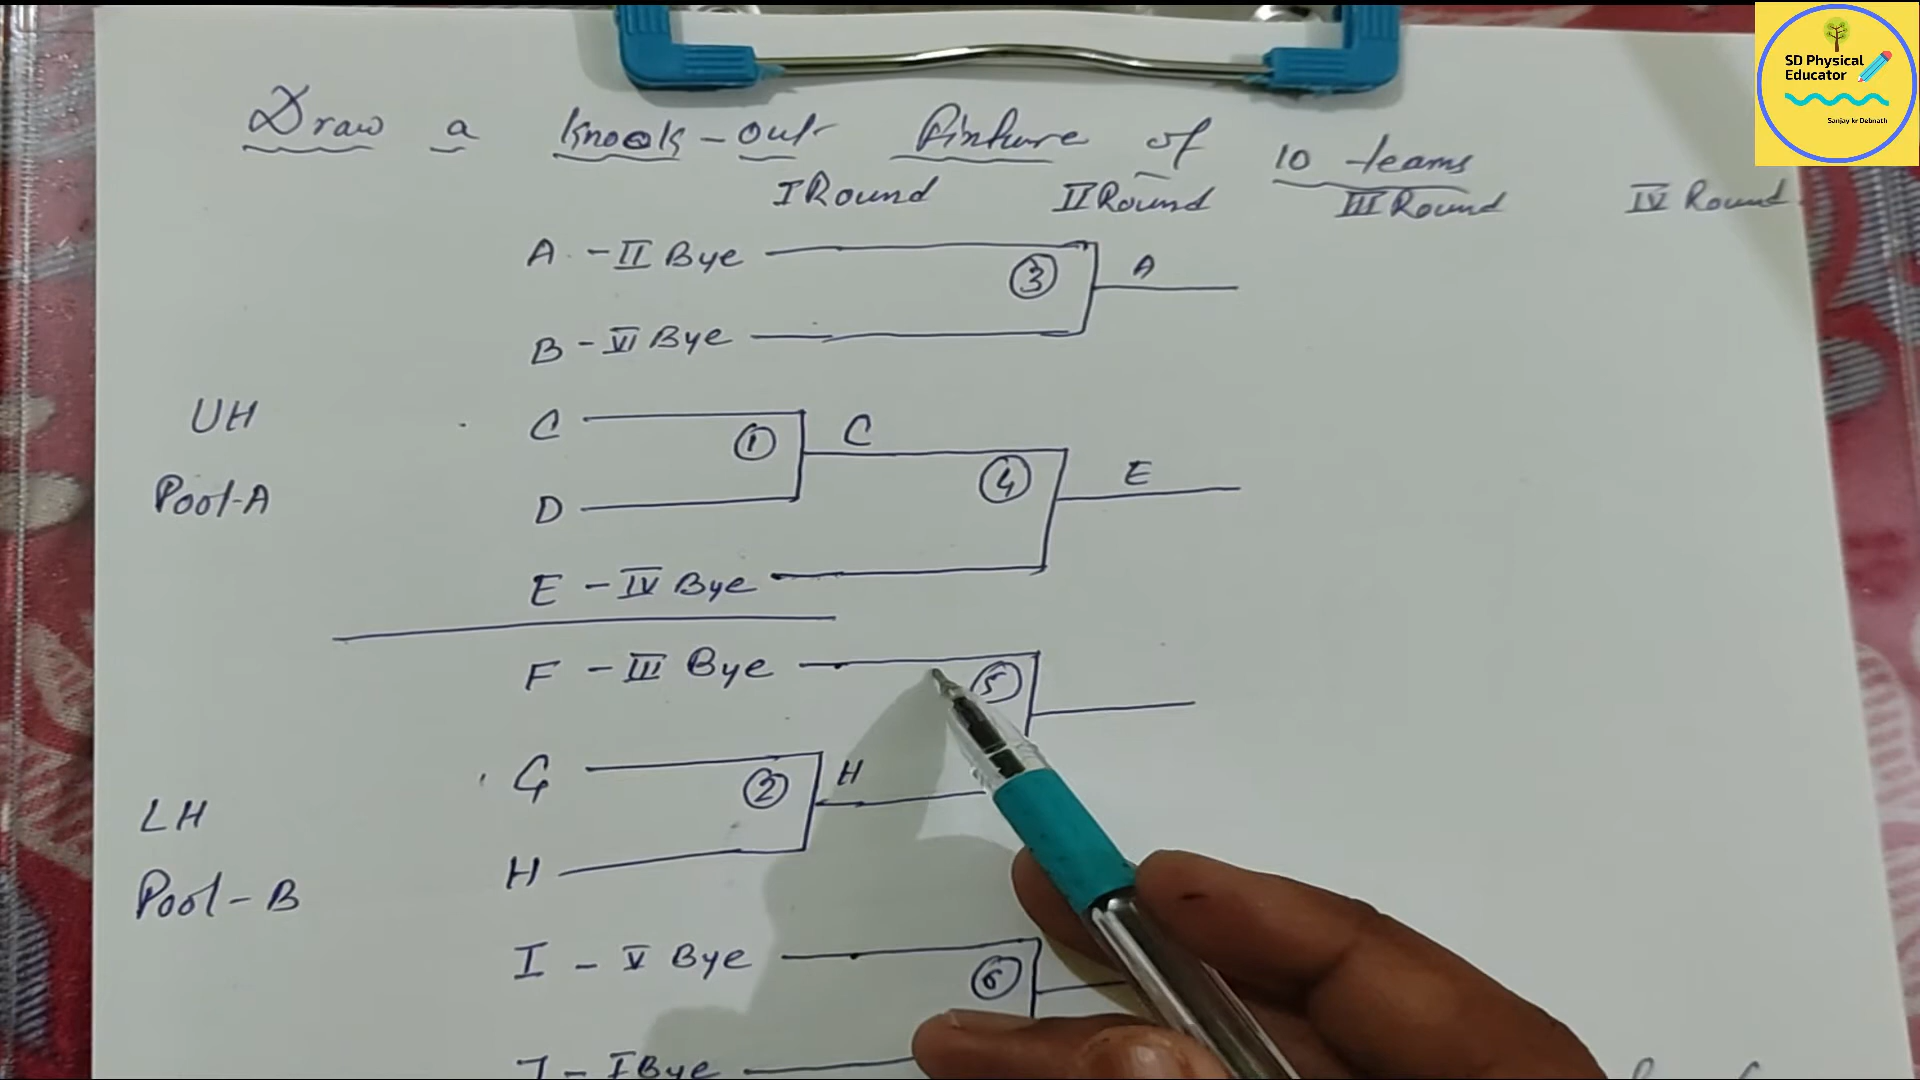 SD Physical
Educator
Sanjay kr Debnath
Draw a Knock-out Fixture of 10 teams
I Round II Round III Round IV Round
A - II Bye
3
A
B - VI Bye
UH
C
1
C
Pool-A
D
4
E
E - IV Bye
F - III Bye
5
G
2
H
LH
H
Pool-B
I - V Bye
6
J - I Bye